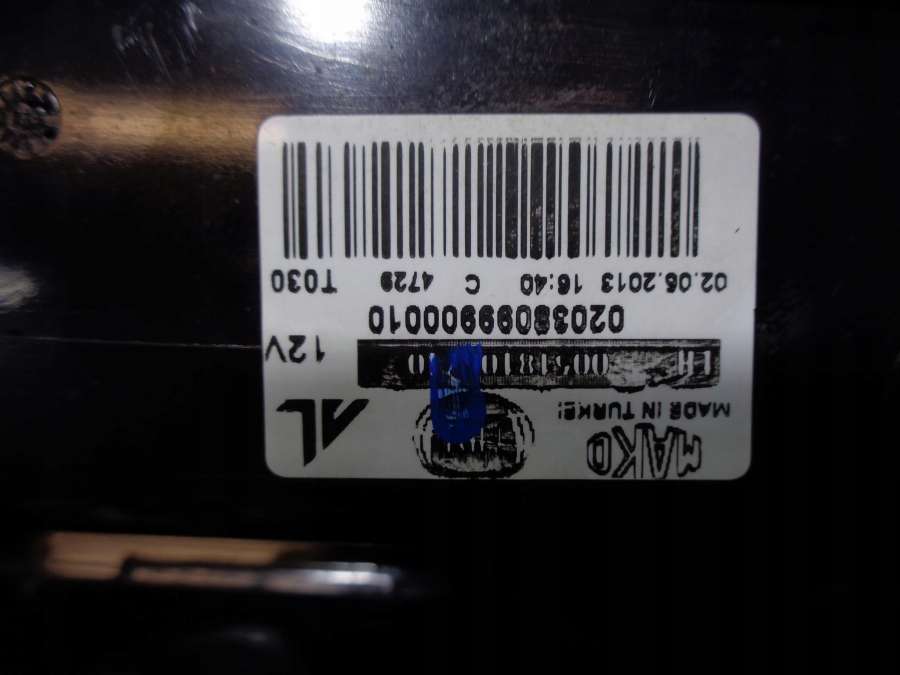 MAKO AL
MADE IN TURKEY
LH 12V
02038099900010
02.06.2013 16:40 C 4729 T030